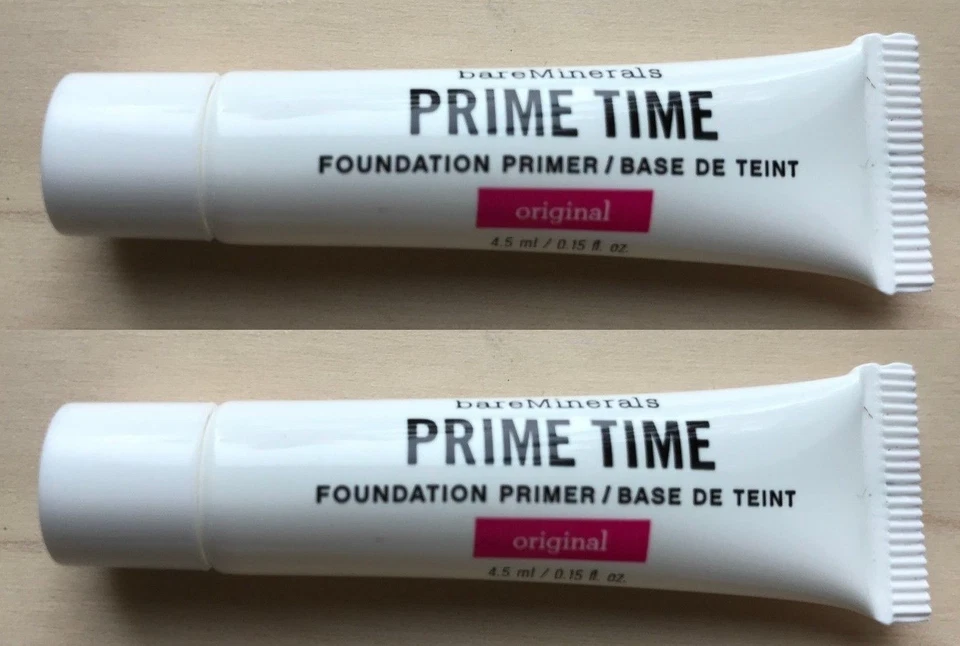 bareMinerals
PRIME TIME
FOUNDATION PRIMER / BASE DE TEINT
original
4.5 ml / 0.15 fl. oz.
bareMinerals
PRIME TIME
FOUNDATION PRIMER / BASE DE TEINT
original
4.5 ml / 0.15 fl. oz.